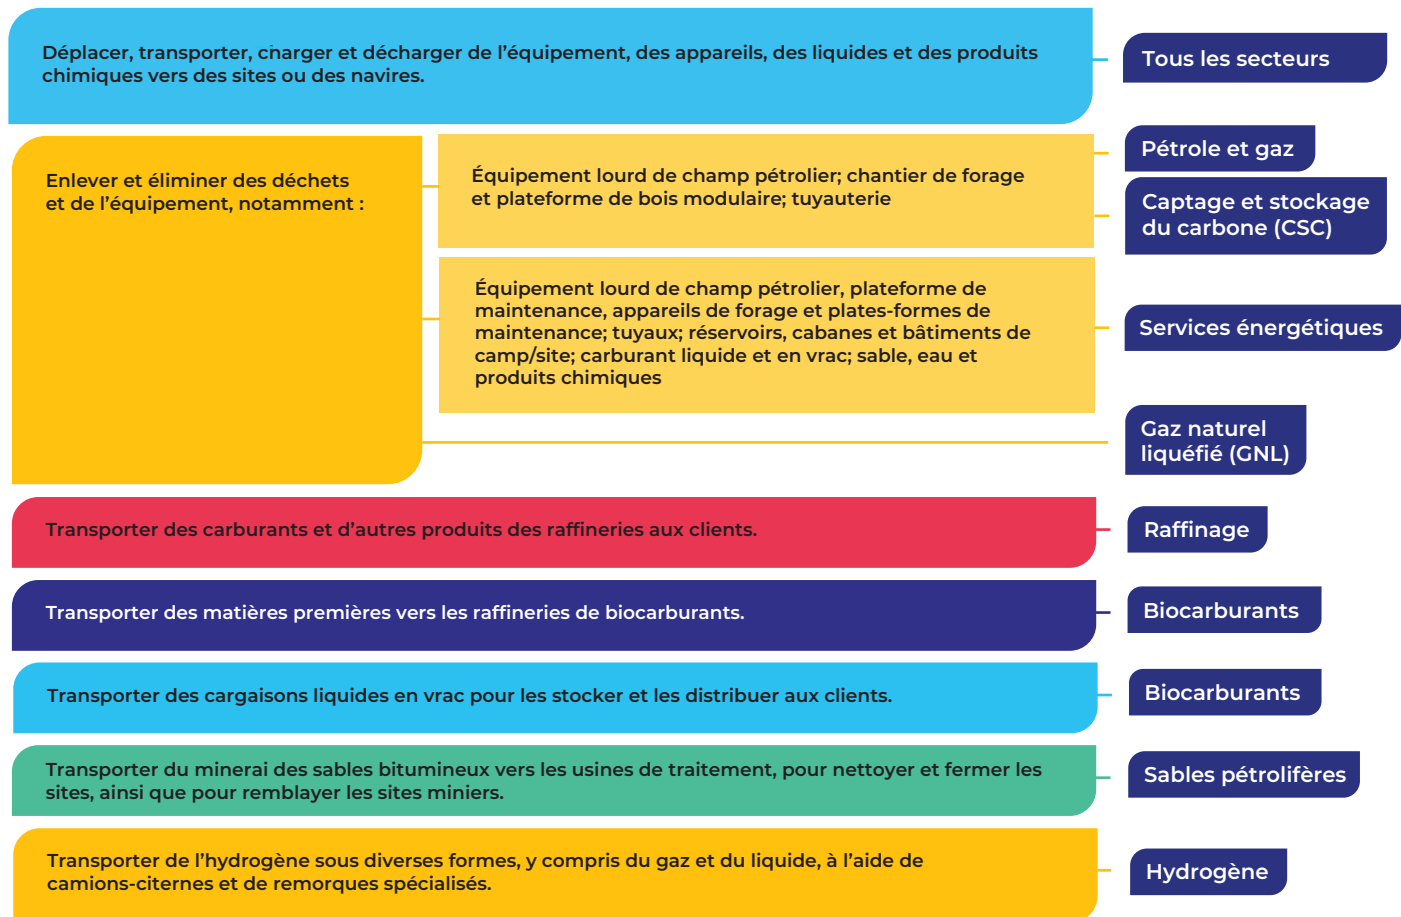 Déplacer, transporter, charger et décharger de l'équipement, des appareils, des liquides et des produits
chimiques vers des sites ou des navires.
Tous les secteurs
Enlever et éliminer des déchets
et de l'équipement, notamment :
Équipement lourd de champ pétrolier; chantier de forage
et plateforme de bois modulaire; tuyauterie
Pétrole et gaz
Captage et stockage
du carbone (CSC)
Équipement lourd de champ pétrolier, plateforme de
maintenance, appareils de forage et plates-formes de
maintenance; tuyaux; réservoirs, cabanes et bâtiments de
camp/site; carburant liquide et en vrac; sable, eau et
produits chimiques
Services énergétiques
Gaz naturel
liquéfié (GNL)
Transporter des carburants et d'autres produits des raffineries aux clients.
Raffinage
Transporter des matières premières vers les raffineries de biocarburants.
Biocarburants
Transporter des cargaisons liquides en vrac pour les stocker et les distribuer aux clients.
Biocarburants
Transporter du minerai des sables bitumineux vers les usines de traitement, pour nettoyer et fermer les
sites, ainsi que pour remblayer les sites miniers.
Sables pétrolifères
Transporter de l'hydrogène sous diverses formes, y compris du gaz et du liquide, à l'aide de
camions-citernes et de remorques spécialisés.
Hydrogène